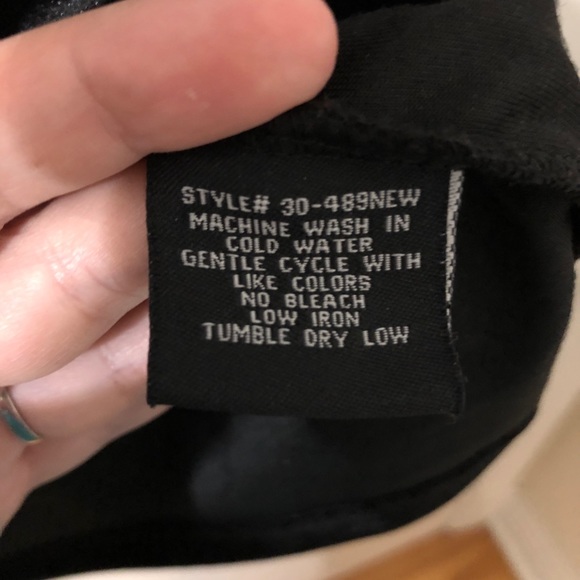 STYLE# 30-489NEW
MACHINE WASH IN
COLD WATER
GENTLE CYCLE WITH
LIKE COLORS
NO BLEACH
LOW IRON
TUMBLE DRY LOW